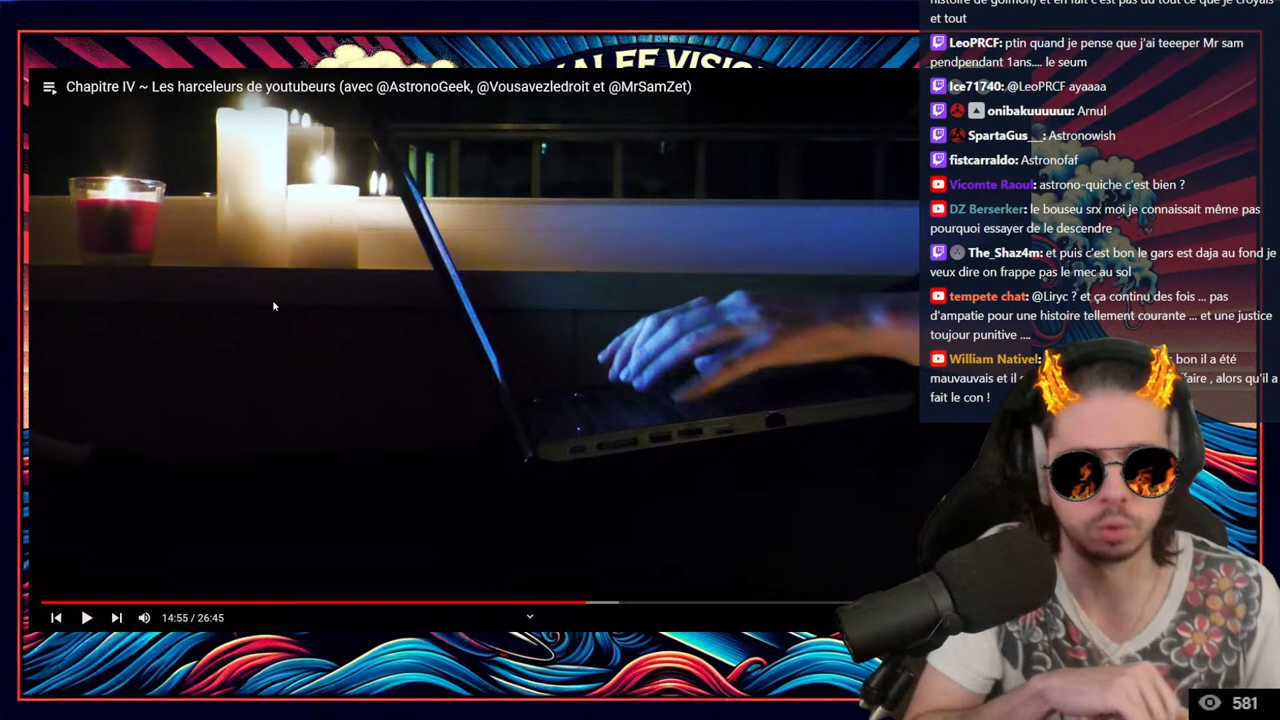 histoire de goimon) et en fait c'est pas du tout ce que je croyais
et tout
LeoPRCF: ptin quand je pense que j'ai teeeper Mr sam
pendpendant 1ans.... le seum
Ice71740: @LeoPRCF ayaaaa
onibakuuuuuu: Arnul
SpartaGus__: Astronowish
fistcarraldo: Astronofaf
Vicomte Raoul: astrono-quiche c'est bien ?
DZ Berserker: le bouseu srx moi je connaissait même pas
pourquoi essayer de le descendre
The_Shaz4m: et puis c'est bon le gars est daja au fond je
veux dire on frappe pas le mec au sol
tempete chat: @Liryc ? et ça continu des fois ... pas
d'ampatie pour une histoire tellement courante ... et une justice
toujour punitive ....
William Nativel: bon il a été
mauvauvais et il faire , alors qu'il a
fait le con !
Chapitre IV ~ Les harceleurs de youtubeurs (avec @AstronoGeek, @Vousavezledroit et @MrSamZet)
14:55 / 26:45
581